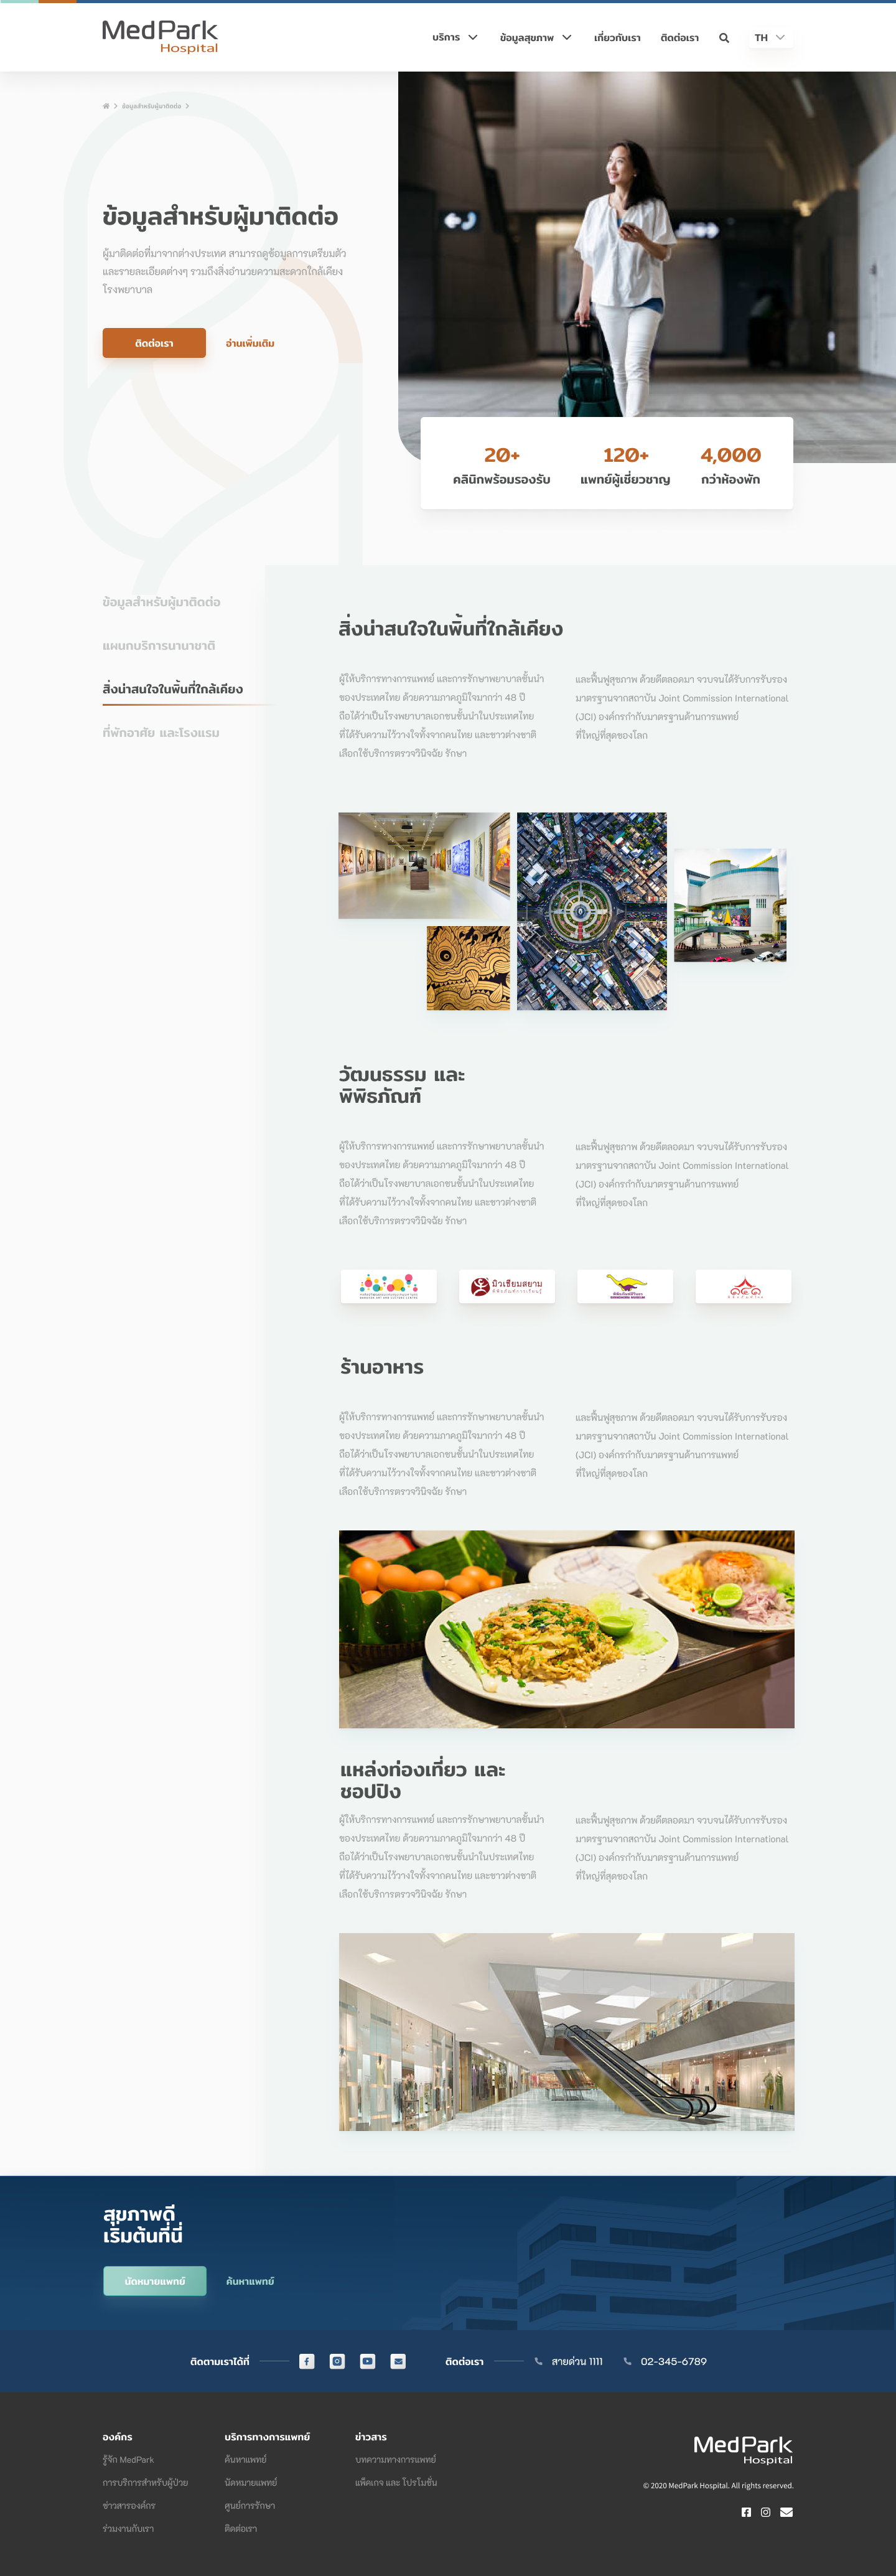 MedPark
Hospital
บริการ
ข้อมูลสุขภาพ
เกี่ยวกับเรา
ติดต่อเรา
TH
ข้อมูลสำหรับผู้มาติดต่อ
ข้อมูลสำหรับผู้มาติดต่อ
ผู้มาติดต่อที่มาจากต่างประเทศ สามารถดูข้อมูลการเตรียมตัว
และรายละเอียดต่างๆ รวมถึงสิ่งอำนวยความสะดวกใกล้เคียง
โรงพยาบาล
ติดต่อเรา
อ่านเพิ่มเติม
20+
คลินิกพร้อมรองรับ
120+
แพทย์ผู้เชี่ยวชาญ
4,000
กว่าห้องพัก
ข้อมูลสำหรับผู้มาติดต่อ
แผนกบริการนานาชาติ
สิ่งน่าสนใจในพื้นที่ใกล้เคียง
ที่พักอาศัย และโรงแรม
สิ่งน่าสนใจในพื้นที่ใกล้เคียง
ผู้ให้บริการทางการแพทย์ และการรักษาพยาบาลชั้นนำ
ของประเทศไทย ด้วยความภาคภูมิใจมากว่า 48 ปี
ถือได้ว่าเป็นโรงพยาบาลเอกชนชั้นนำในประเทศไทย
ที่ได้รับความไว้วางใจทั้งจากคนไทย และชาวต่างชาติ
เลือกใช้บริการตรวจวินิจฉัย รักษา
และฟื้นฟูสุขภาพ ด้วยดีตลอดมา จวบจนได้รับการรับรอง
มาตรฐานจากสถาบัน Joint Commission International
(JCI) องค์กรกำกับมาตรฐานด้านการแพทย์
ที่ใหญ่ที่สุดของโลก
วัฒนธรรม และ
พิพิธภัณฑ์
ผู้ให้บริการทางการแพทย์ และการรักษาพยาบาลชั้นนำ
ของประเทศไทย ด้วยความภาคภูมิใจมากว่า 48 ปี
ถือได้ว่าเป็นโรงพยาบาลเอกชนชั้นนำในประเทศไทย
ที่ได้รับความไว้วางใจทั้งจากคนไทย และชาวต่างชาติ
เลือกใช้บริการตรวจวินิจฉัย รักษา
และฟื้นฟูสุขภาพ ด้วยดีตลอดมา จวบจนได้รับการรับรอง
มาตรฐานจากสถาบัน Joint Commission International
(JCI) องค์กรกำกับมาตรฐานด้านการแพทย์
ที่ใหญ่ที่สุดของโลก
มิวเซียมสยาม
พิพิธภัณฑ์การเรียนรู้
ร้านอาหาร
ผู้ให้บริการทางการแพทย์ และการรักษาพยาบาลชั้นนำ
ของประเทศไทย ด้วยความภาคภูมิใจมากว่า 48 ปี
ถือได้ว่าเป็นโรงพยาบาลเอกชนชั้นนำในประเทศไทย
ที่ได้รับความไว้วางใจทั้งจากคนไทย และชาวต่างชาติ
เลือกใช้บริการตรวจวินิจฉัย รักษา
และฟื้นฟูสุขภาพ ด้วยดีตลอดมา จวบจนได้รับการรับรอง
มาตรฐานจากสถาบัน Joint Commission International
(JCI) องค์กรกำกับมาตรฐานด้านการแพทย์
ที่ใหญ่ที่สุดของโลก
แหล่งท่องเที่ยว และ
ชอปปิง
ผู้ให้บริการทางการแพทย์ และการรักษาพยาบาลชั้นนำ
ของประเทศไทย ด้วยความภาคภูมิใจมากว่า 48 ปี
ถือได้ว่าเป็นโรงพยาบาลเอกชนชั้นนำในประเทศไทย
ที่ได้รับความไว้วางใจทั้งจากคนไทย และชาวต่างชาติ
เลือกใช้บริการตรวจวินิจฉัย รักษา
และฟื้นฟูสุขภาพ ด้วยดีตลอดมา จวบจนได้รับการรับรอง
มาตรฐานจากสถาบัน Joint Commission International
(JCI) องค์กรกำกับมาตรฐานด้านการแพทย์
ที่ใหญ่ที่สุดของโลก
สุขภาพดี
เริ่มต้นที่นี่
นัดหมายแพทย์
ค้นหาแพทย์
ติดตามเราได้ที่
ติดต่อเรา
สายด่วน 1111
02-345-6789
องค์กร
รู้จัก MedPark
การบริการสำหรับผู้ป่วย
ข่าวสารองค์กร
ร่วมงานกับเรา
บริการทางการแพทย์
ค้นหาแพทย์
นัดหมายแพทย์
ศูนย์การรักษา
ติดต่อเรา
ข่าวสาร
บทความทางการแพทย์
แพ็คเกจ และ โปรโมชั่น
MedPark
Hospital
© 2020 MedPark Hospital. All rights reserved.